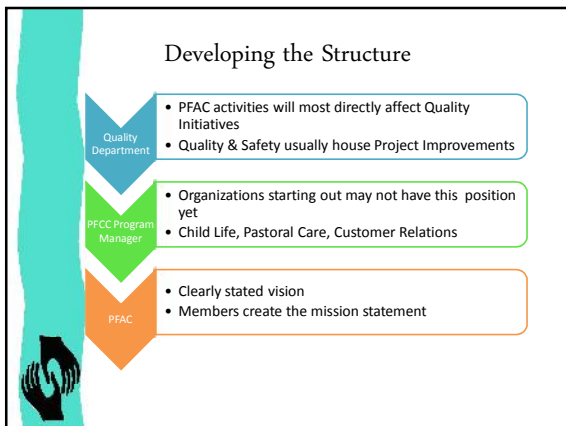 Developing the Structure
Quality
Department
• PFAC activities will most directly affect Quality
Initiatives
• Quality & Safety usually house Project Improvements
PFCC Program
Manager
• Organizations starting out may not have this position
yet
• Child Life, Pastoral Care, Customer Relations
PFAC
• Clearly stated vision
• Members create the mission statement